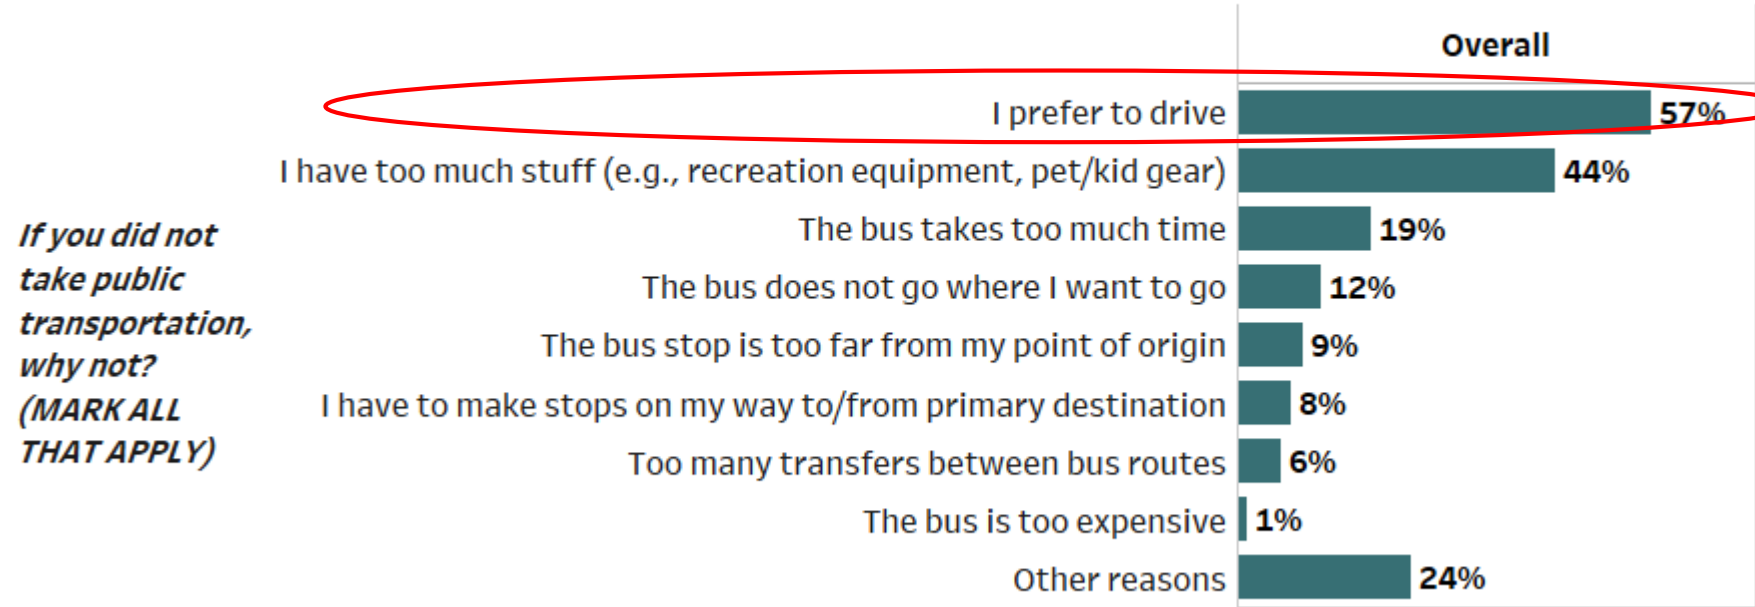 Overall
I prefer to drive 57%
I have too much stuff (e.g., recreation equipment, pet/kid gear) 44%
The bus takes too much time 19%
The bus does not go where I want to go 12%
The bus stop is too far from my point of origin 9%
I have to make stops on my way to/from primary destination 8%
Too many transfers between bus routes 6%
The bus is too expensive 1%
Other reasons 24%
If you did not
take public
transportation,
why not?
(MARK ALL
THAT APPLY)